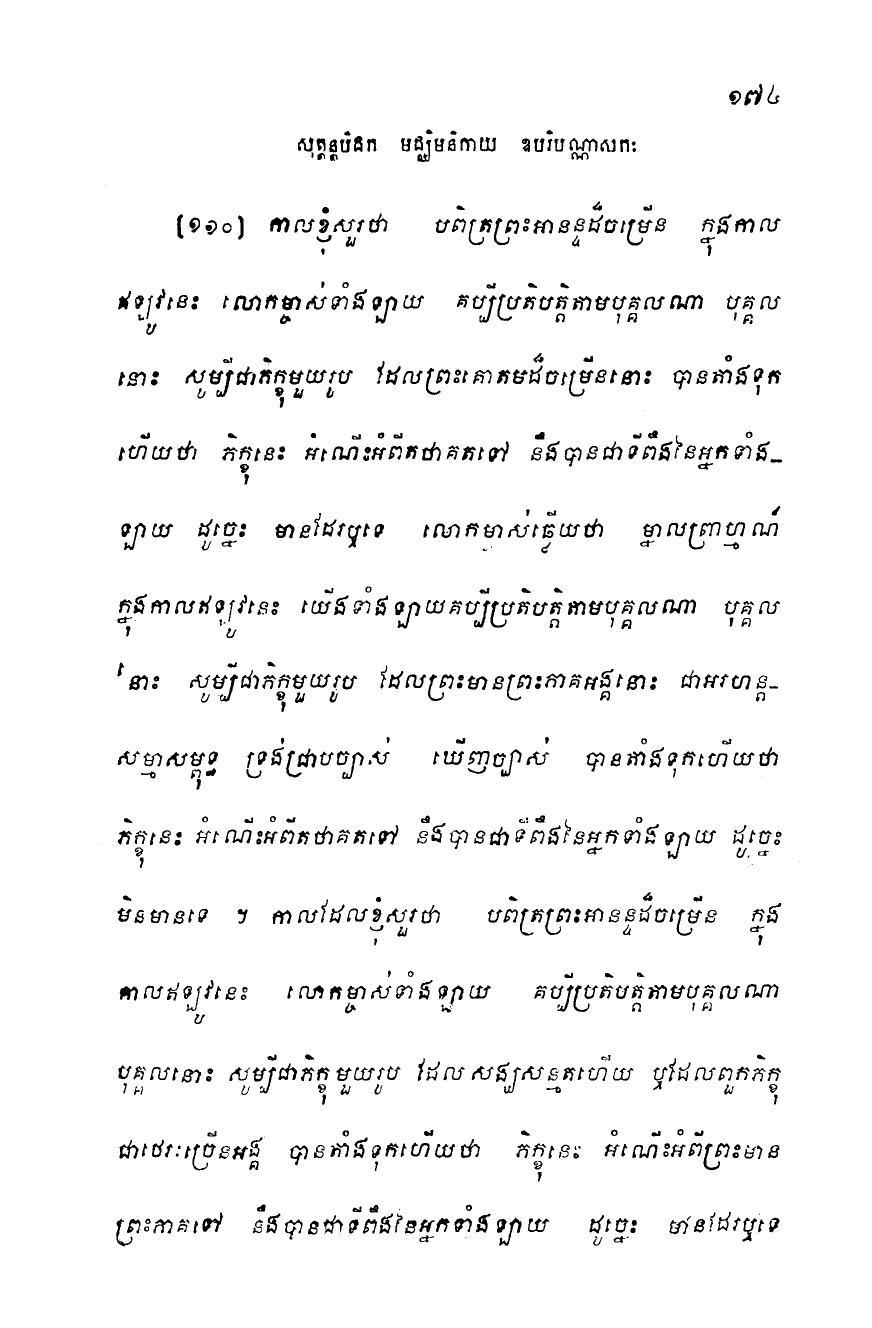 ១៧៤
សុត្តន្តបិដក មជ្ឈិមនិកាយ ឧបរិបណ្ណាសកៈ
[១១០] កាលខ្ញុំសួរថា បពិត្រព្រះអានន្ទដ៏ចម្រើន ក្នុងកាល
ឥឡូវនេះ លោកម្ចាស់ទាំងឡាយ គប្បីប្រតិបត្តិតាមបុគ្គលណា បុគ្គល
នោះ សូម្បីជាភិក្ខុមួយរូប ដែលព្រះគោតមដ៏ចម្រើននោះ បានតាំងទុក
ហើយថា ភិក្ខុនេះ អំណើះអំពីតថាគតទៅ នឹងបានជាទីពឹងនៃអ្នកទាំង-
ឡាយ ដូច្នេះ មានដែរឬទេ លោកម្ចាស់ឆ្លើយថា ម្នាលព្រាហ្មណ៍
ក្នុងកាលឥឡូវនេះ យើងទាំងឡាយគប្បីប្រតិបត្តិតាមបុគ្គលណា បុគ្គល
នោះ សូម្បីជាភិក្ខុមួយរូប ដែលព្រះមានព្រះភាគអង្គនោះ ជាអរហន្ត-
សម្មាសម្ពុទ្ធ ទ្រង់ជ្រាបច្បាស់ ឃើញច្បាស់ បានតាំងទុកហើយថា
ភិក្ខុនេះ អំណើះអំពីតថាគតទៅ នឹងបានជាទីពឹងនៃអ្នកទាំងឡាយ ដូច្នេះ
មិនមានទេ ។ កាលដែលខ្ញុំសួរថា បពិត្រព្រះអានន្ទដ៏ចម្រើន ក្នុង
កាលឥឡូវនេះ លោកម្ចាស់ទាំងឡាយ គប្បីប្រតិបត្តិតាមបុគ្គលណា
បុគ្គលនោះ សូម្បីជាភិក្ខុមួយរូប ដែលសង្ឃសន្មតហើយ ឬដែលពួកភិក្ខុ
ជាថេរៈច្រើនអង្គ បានតាំងទុកហើយថា ភិក្ខុនេះ អំណើះអំពីព្រះមាន
ព្រះភាគទៅ នឹងបានជាទីពឹងនៃអ្នកទាំងឡាយ ដូច្នេះ មានដែរឬទេ